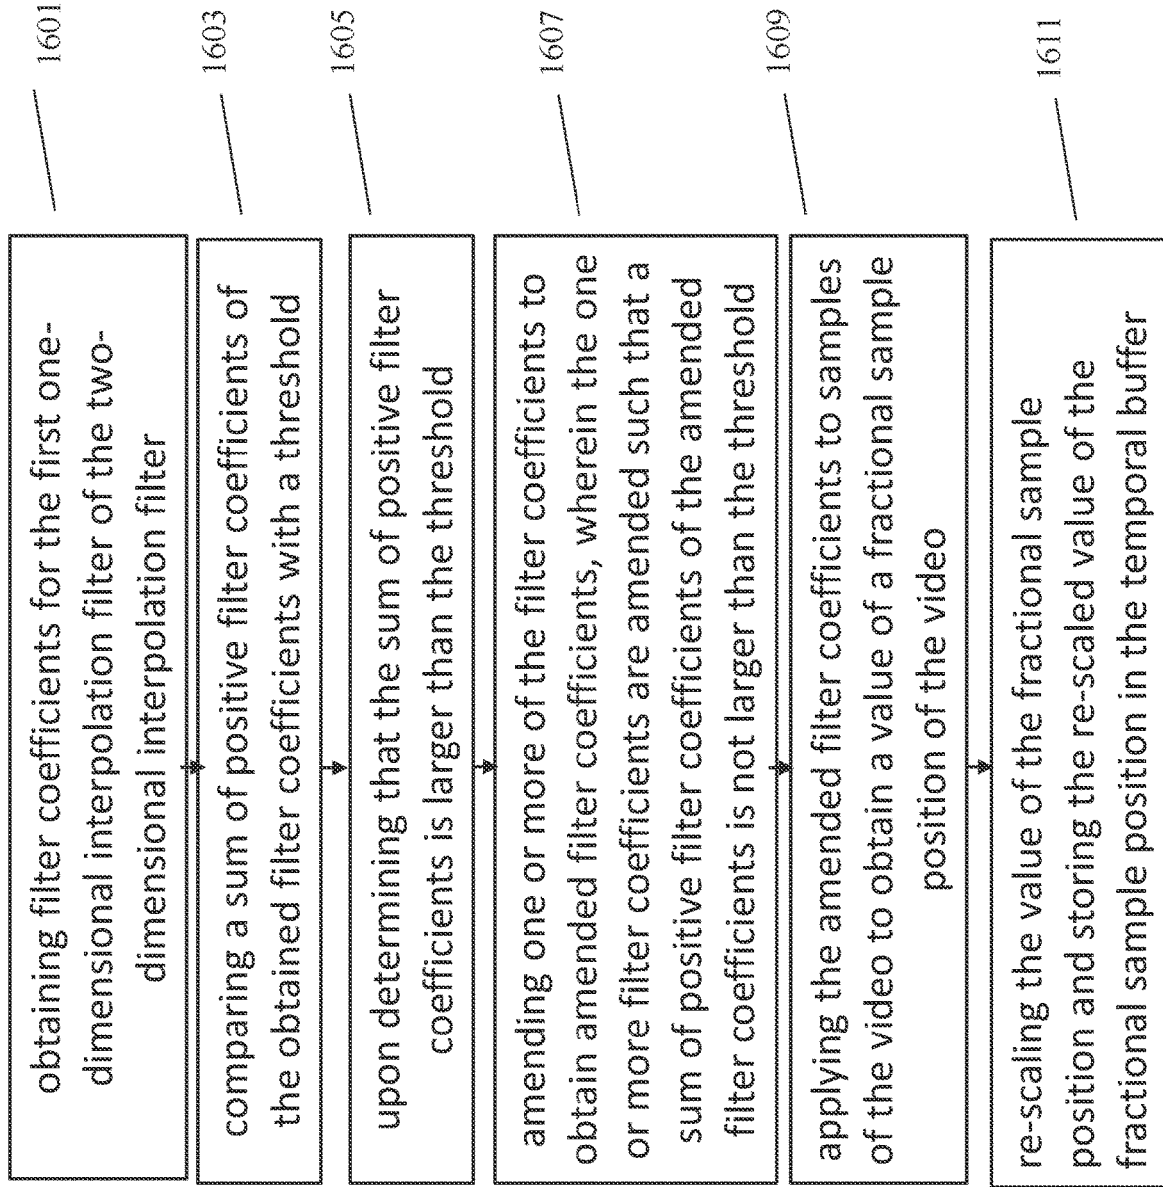 obtaining filter coefficients for the first one-
dimensional interpolation filter of the two-
dimensional interpolation filter
1601
comparing a sum of positive filter coefficients of
the obtained filter coefficients with a threshold
1603
upon determining that the sum of positive filter
coefficients is larger than the threshold
1605
amending one or more of the filter coefficients to
obtain amended filter coefficients, wherein the one
or more filter coefficients are amended such that a
sum of positive filter coefficients of the amended
filter coefficients is not larger than the threshold
1607
applying the amended filter coefficients to samples
of the video to obtain a value of a fractional sample
position of the video
1609
re-scaling the value of the fractional sample
position and storing the re-scaled value of the
fractional sample position in the temporal buffer
1611